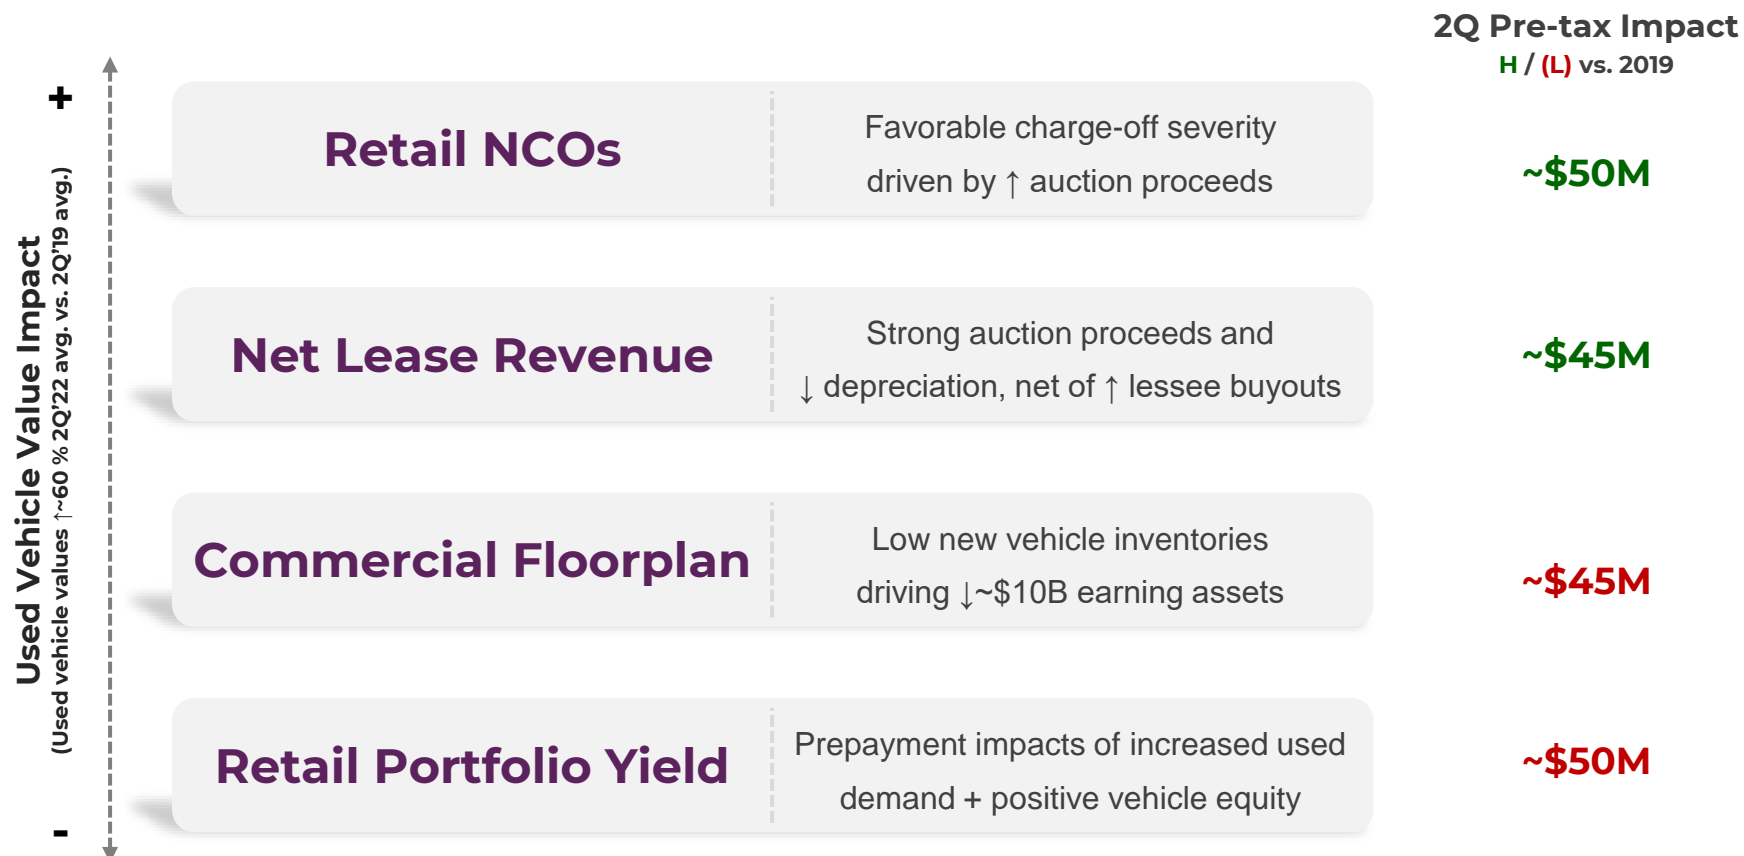 2Q Pre-tax Impact
H / (L) vs. 2019
+
Used Vehicle Value Impact
(Used vehicle values ↑~60 % 2Q'22 avg. vs. 2Q'19 avg.)
-
Retail NCOs
Favorable charge-off severity
driven by ↑ auction proceeds
~$50M
Net Lease Revenue
Strong auction proceeds and
↓ depreciation, net of ↑ lessee buyouts
~$45M
Commercial Floorplan
Low new vehicle inventories
driving ↓~$10B earning assets
~$45M
Retail Portfolio Yield
Prepayment impacts of increased used
demand + positive vehicle equity
~$50M